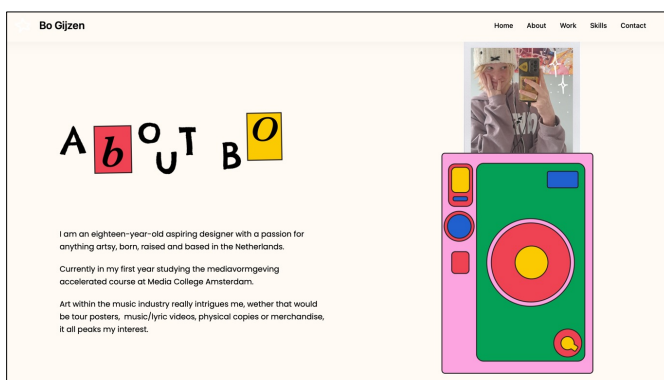 Bo Gijzen
Home About Work Skills Contact
AbOUT BO
I am an eighteen-year-old aspiring designer with a passion for
anything artsy, born, raised and based in the Netherlands.
Currently in my first year studying the mediavormgeving
accelerated course at Media College Amsterdam.
Art within the music industry really intrigues me, wether that would
be tour posters, music/lyric videos, physical copies or merchandise,
it all peaks my interest.